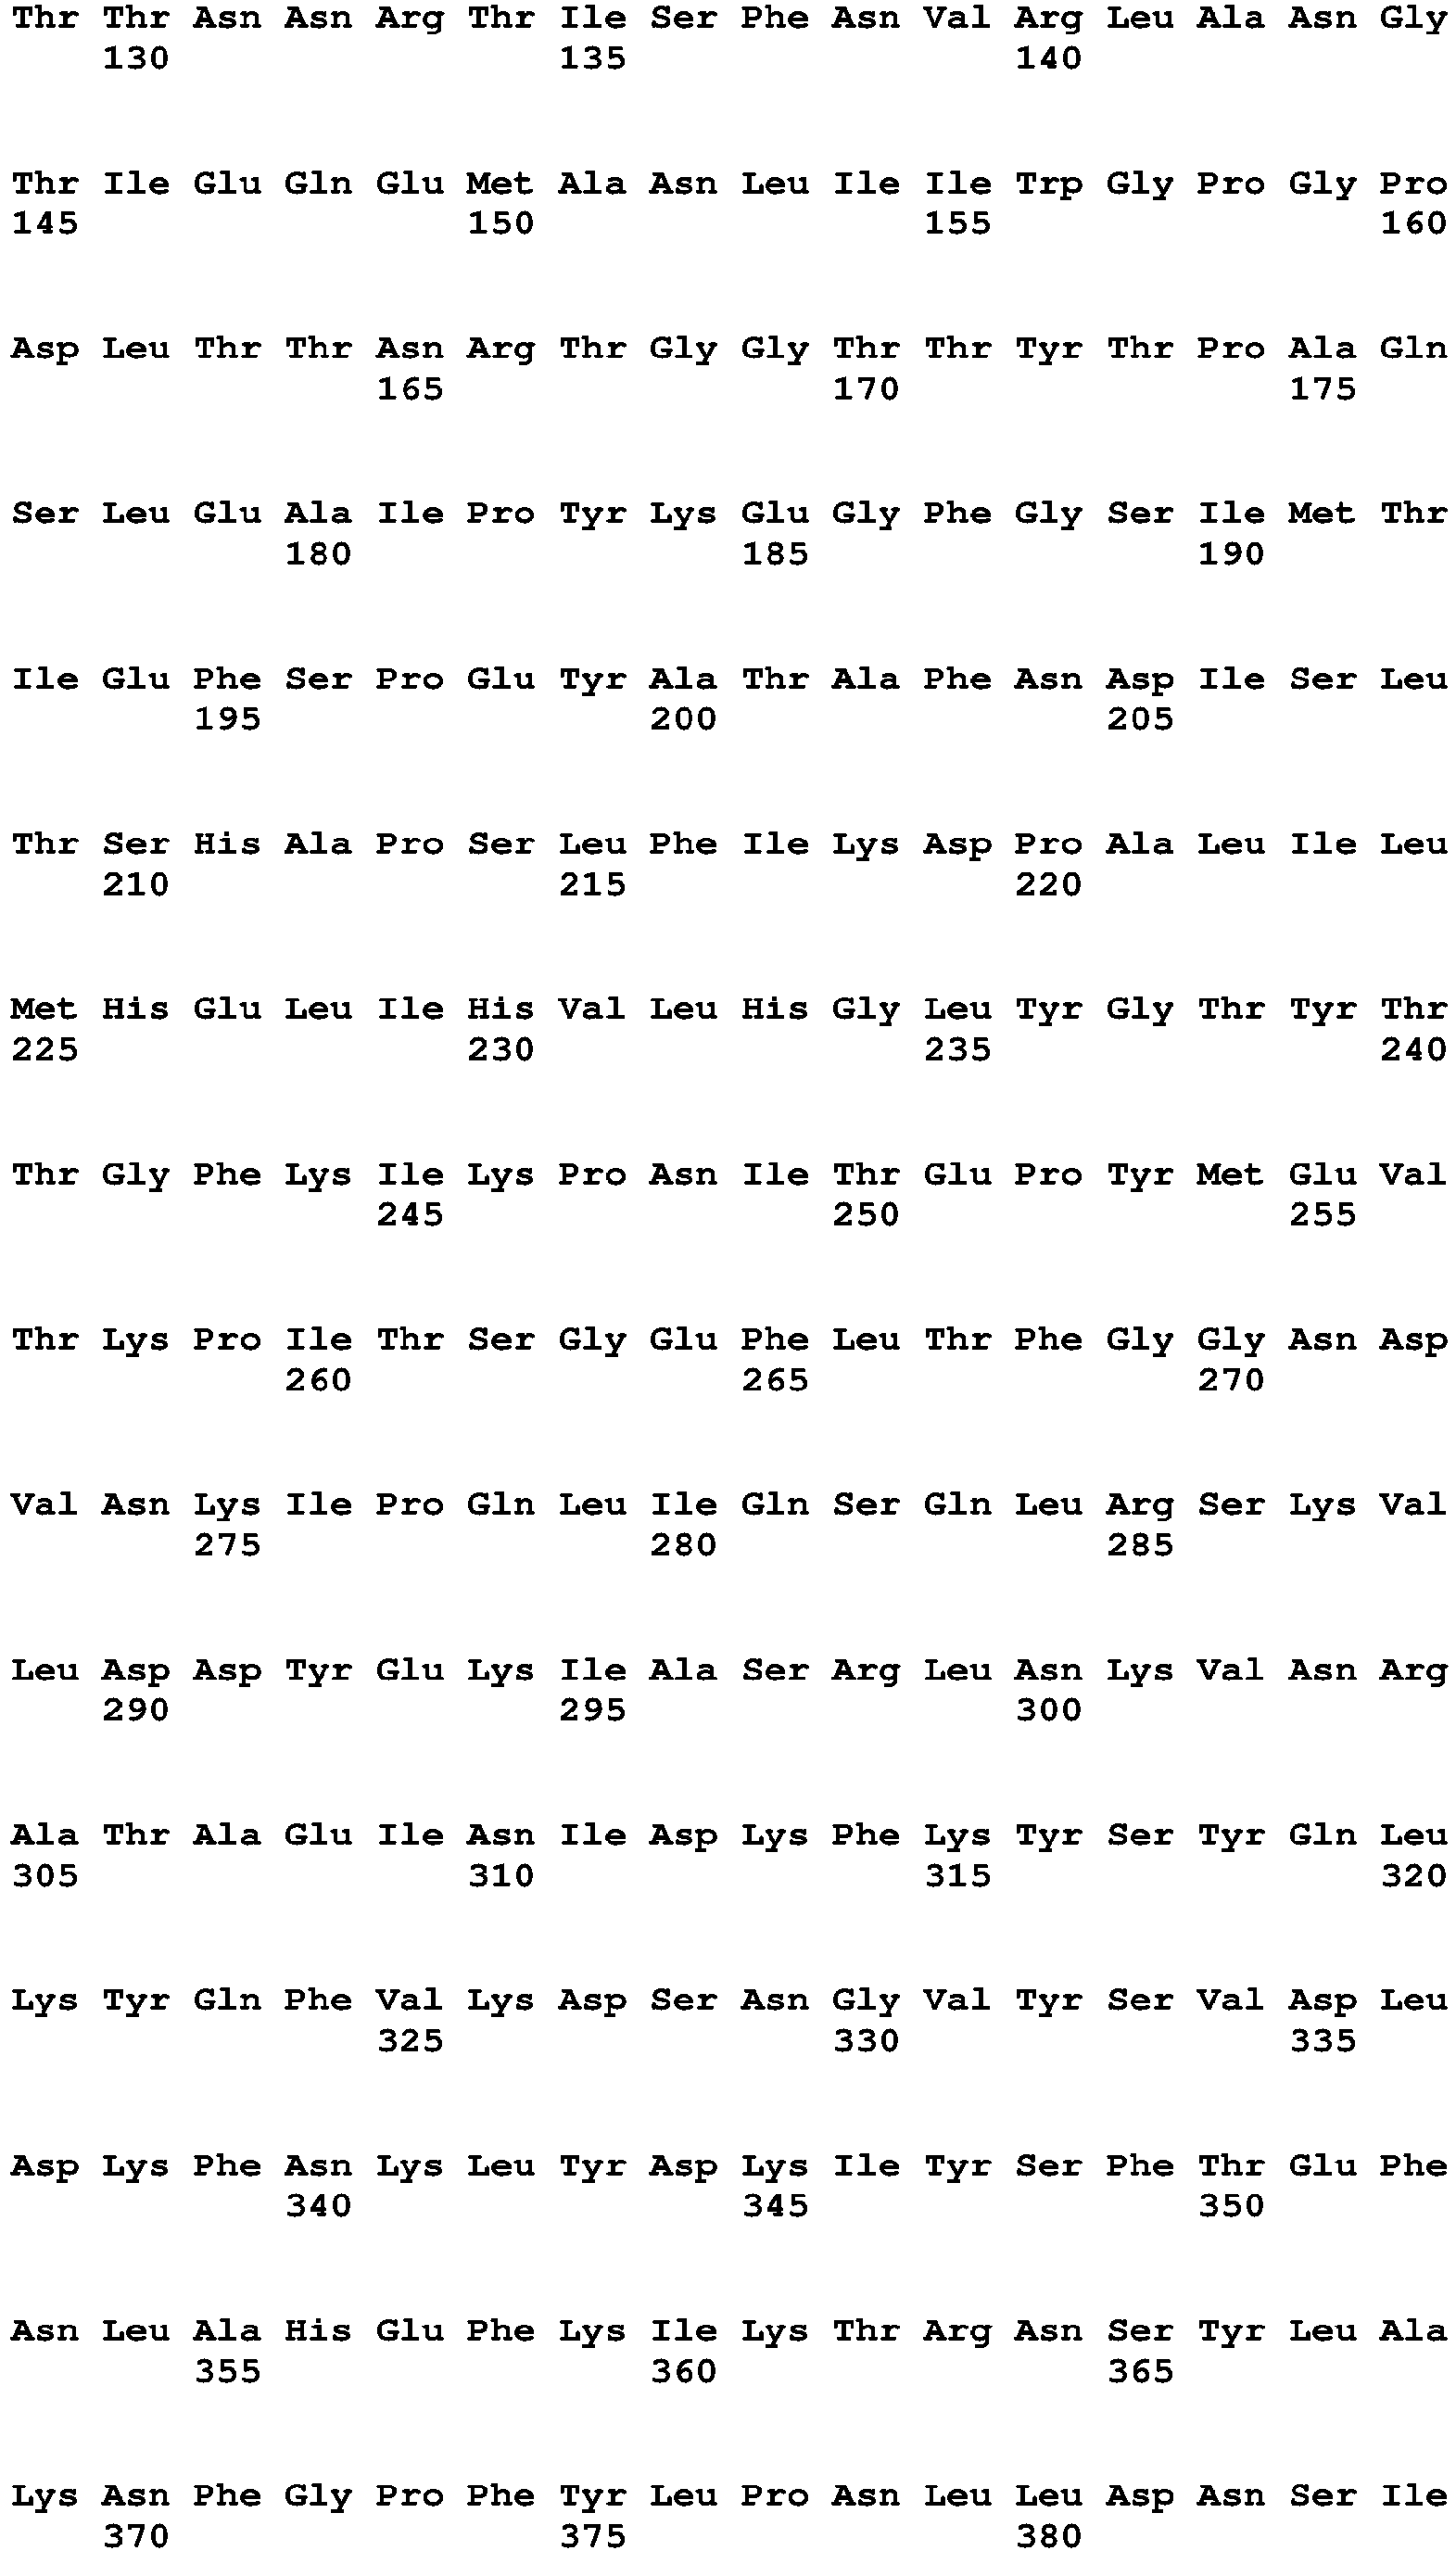 Thr Thr Asn Asn Arg Thr Ile Ser Phe Asn Val Arg Leu Ala Asn Gly
130 135 140
Thr Ile Glu Gln Glu Met Ala Asn Leu Ile Ile Trp Gly Pro Gly Pro
145 150 155 160
Asp Leu Thr Thr Asn Arg Thr Gly Gly Thr Thr Tyr Thr Pro Ala Gln
165 170 175
Ser Leu Glu Ala Ile Pro Tyr Lys Glu Gly Phe Gly Ser Ile Met Thr
180 185 190
Ile Glu Phe Ser Pro Glu Tyr Ala Thr Ala Phe Asn Asp Ile Ser Leu
195 200 205
Thr Ser His Ala Pro Ser Leu Phe Ile Lys Asp Pro Ala Leu Ile Leu
210 215 220
Met His Glu Leu Ile His Val Leu His Gly Leu Tyr Gly Thr Tyr Thr
225 230 235 240
Thr Gly Phe Lys Ile Lys Pro Asn Ile Thr Glu Pro Tyr Met Glu Val
245 250 255
Thr Lys Pro Ile Thr Ser Gly Glu Phe Leu Thr Phe Gly Gly Asn Asp
260 265 270
Val Asn Lys Ile Pro Gln Leu Ile Gln Ser Gln Leu Arg Ser Lys Val
275 280 285
Leu Asp Asp Tyr Glu Lys Ile Ala Ser Arg Leu Asn Lys Val Asn Arg
290 295 300
Ala Thr Ala Glu Ile Asn Ile Asp Lys Phe Lys Tyr Ser Tyr Gln Leu
305 310 315 320
Lys Tyr Gln Phe Val Lys Asp Ser Asn Gly Val Tyr Ser Val Asp Leu
325 330 335
Asp Lys Phe Asn Lys Leu Tyr Asp Lys Ile Tyr Ser Phe Thr Glu Phe
340 345 350
Asn Leu Ala His Glu Phe Lys Ile Lys Thr Arg Asn Ser Tyr Leu Ala
355 360 365
Lys Asn Phe Gly Pro Phe Tyr Leu Pro Asn Leu Leu Asp Asn Ser Ile
370 375 380